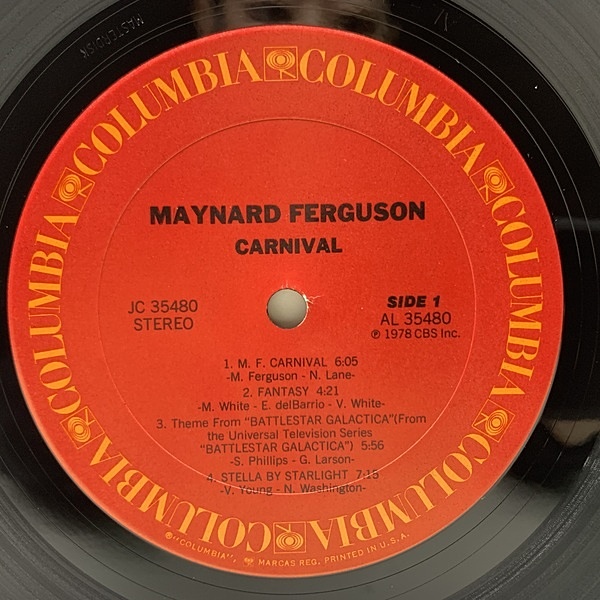 MASTERDISK
COLUMBIA COLUMBIA COLUMBIA COLUMBIA COLUMBIA COLUMBIA COLUMBIA
MAYNARD FERGUSON
CARNIVAL
JC 35480
STEREO
SIDE 1
AL 35480
℗ 1978 CBS Inc.
1. M. F. CARNIVAL 6:05
-M. Ferguson - N. Lane-
2. FANTASY 4:21
-M. White - E. delBarrio - V. White-
3. Theme From "BATTLESTAR GALACTICA"(From
the Universal Television Series
"BATTLESTAR GALACTICA") 5:56
-S. Phillips - G. Larson-
4. STELLA BY STARLIGHT 7:15
-V. Young - N. Washington-
℗"COLUMBIA", MARCAS REG. PRINTED IN U.S.A.